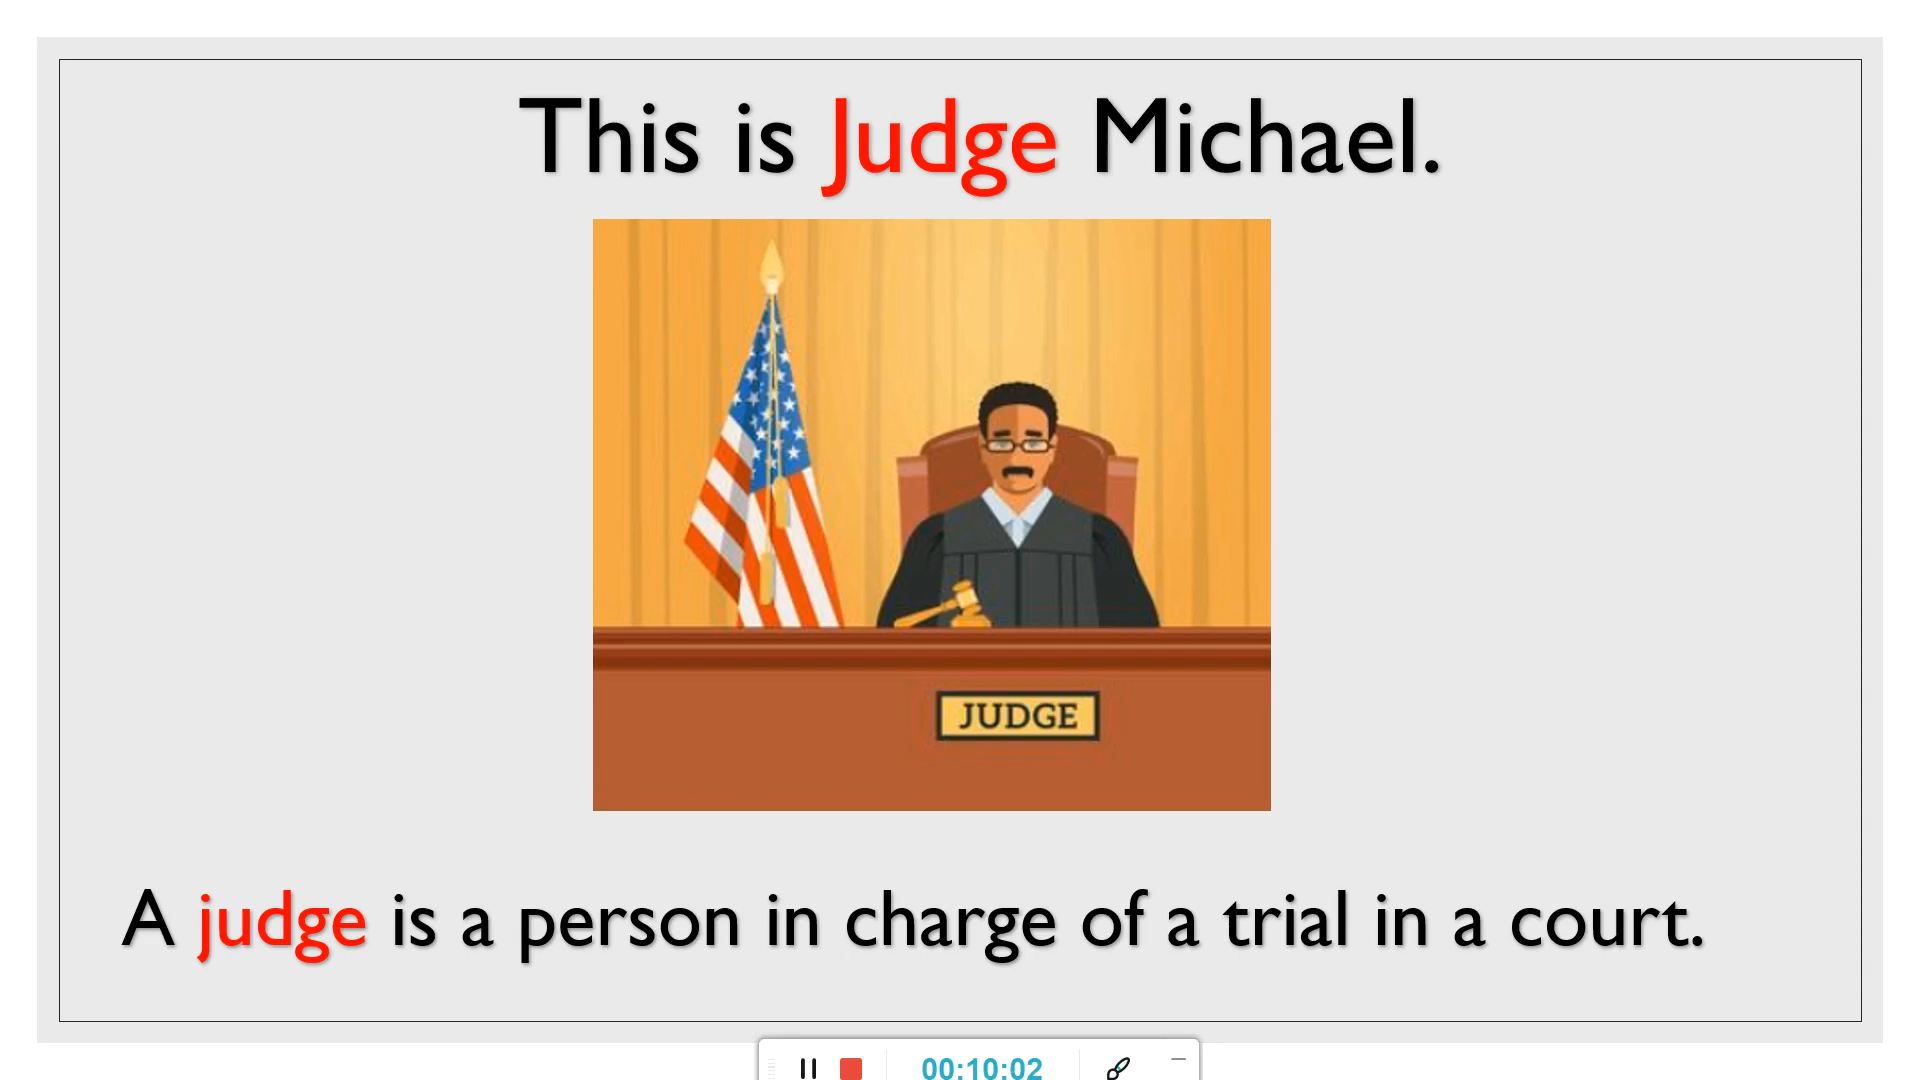 This is Judge Michael.
JUDGE
A judge is a person in charge of a trial in a court.
00:10:02